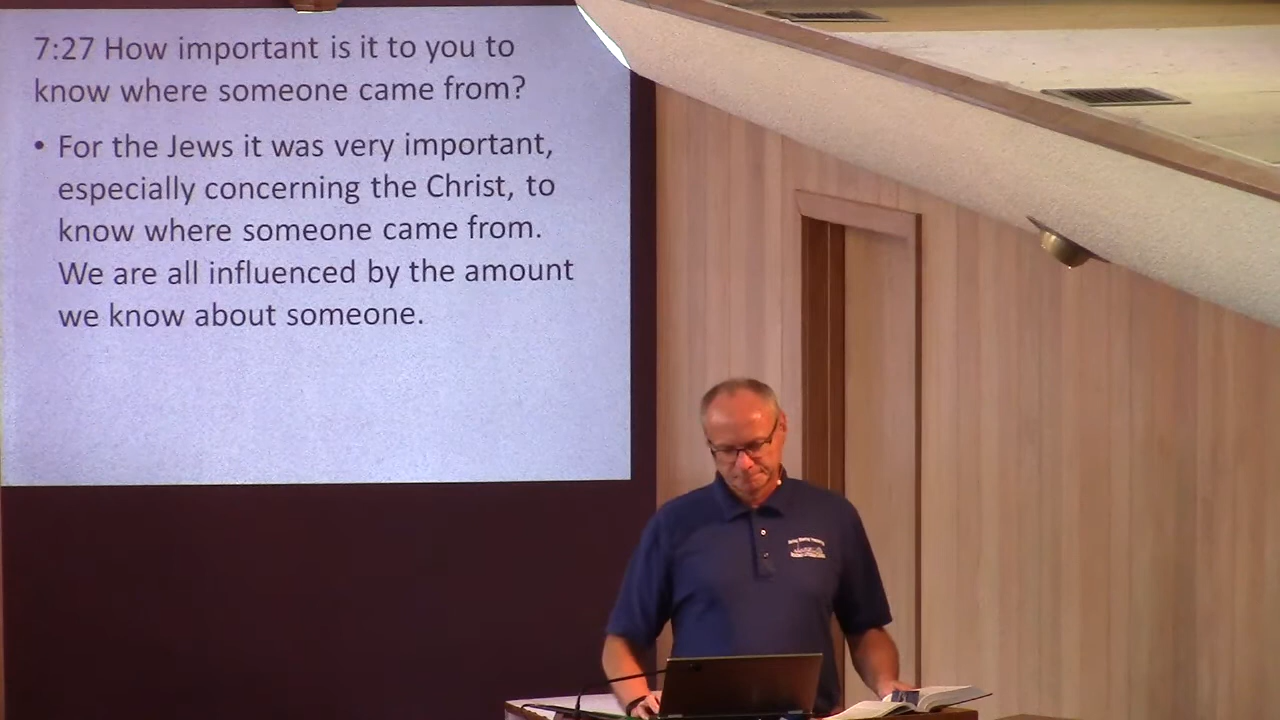 7:27 How important is it to you to
know where someone came from?
• For the Jews it was very important,
especially concerning the Christ, to
know where someone came from.
We are all influenced by the amount
we know about someone.